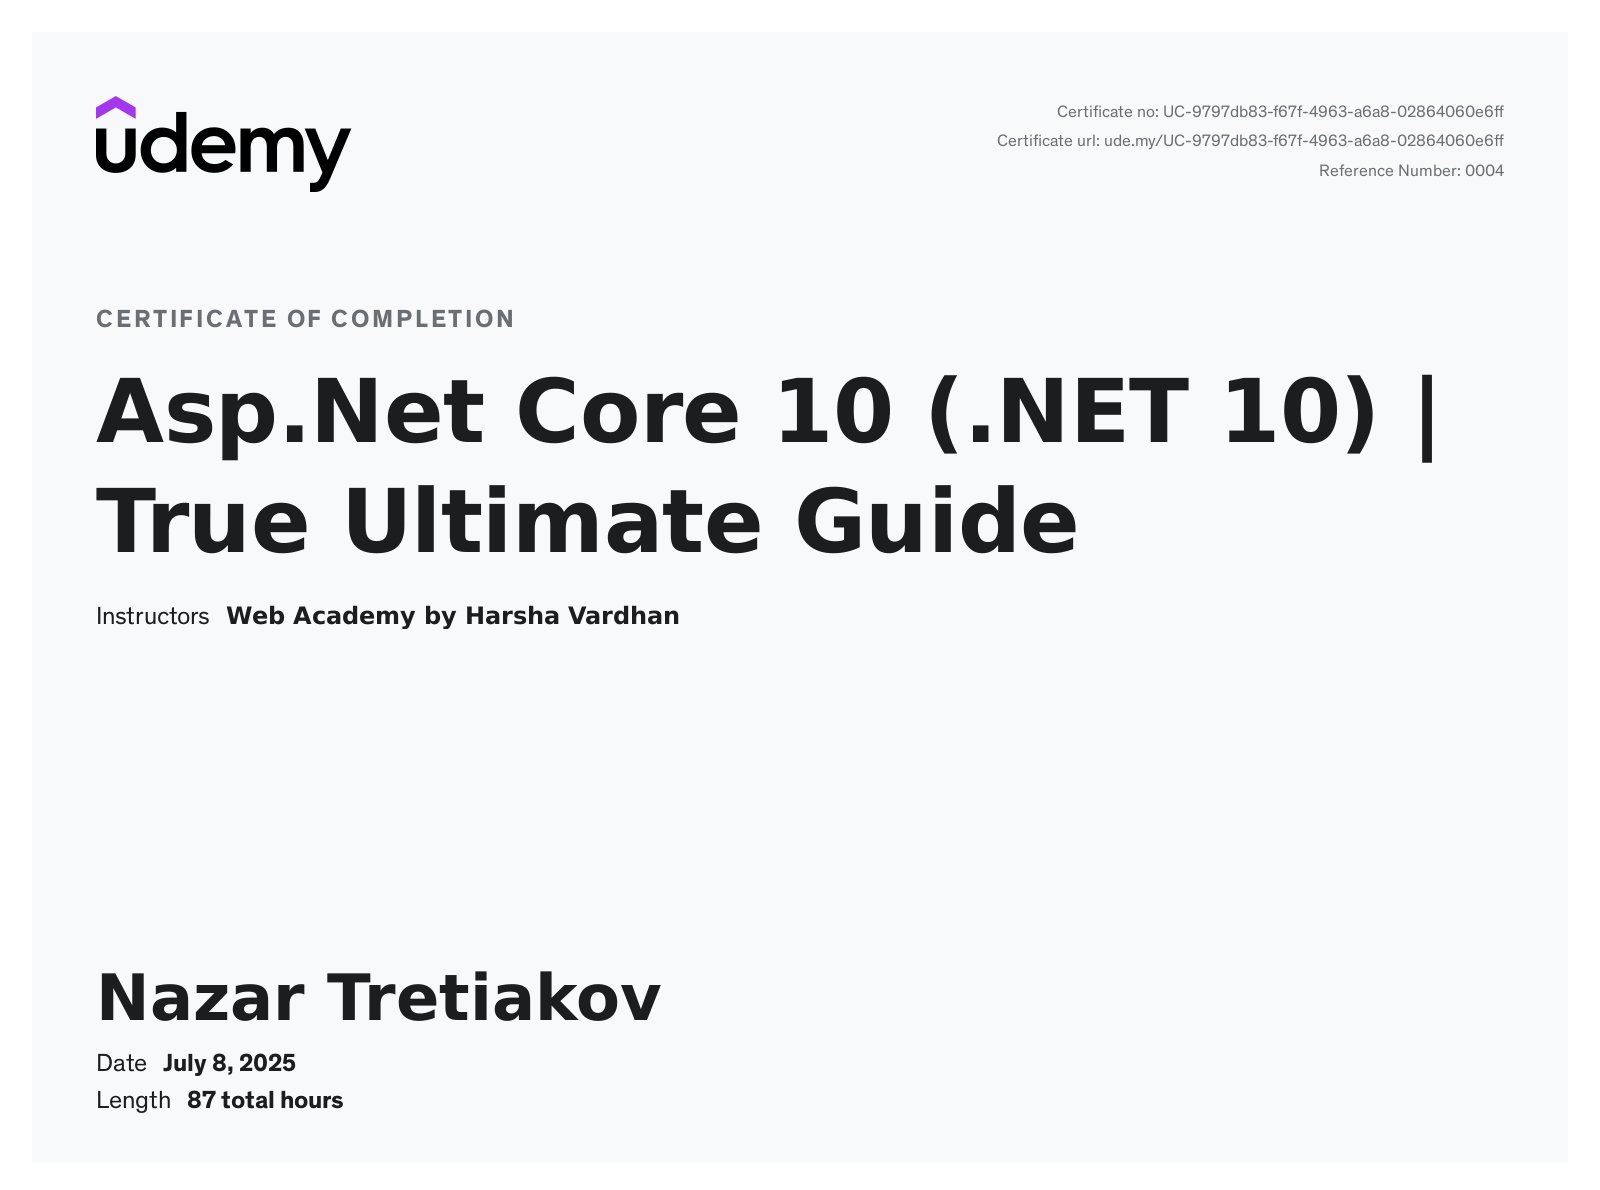 udemy
Certificate no: UC-9797db83-f67f-4963-a6a8-02864060e6ff
Certificate url: ude.my/UC-9797db83-f67f-4963-a6a8-02864060e6ff
Reference Number: 0004
CERTIFICATE OF COMPLETION
Asp.Net Core 10 (.NET 10) |
True Ultimate Guide
Instructors Web Academy by Harsha Vardhan
Nazar Tretiakov
Date July 8, 2025
Length 87 total hours